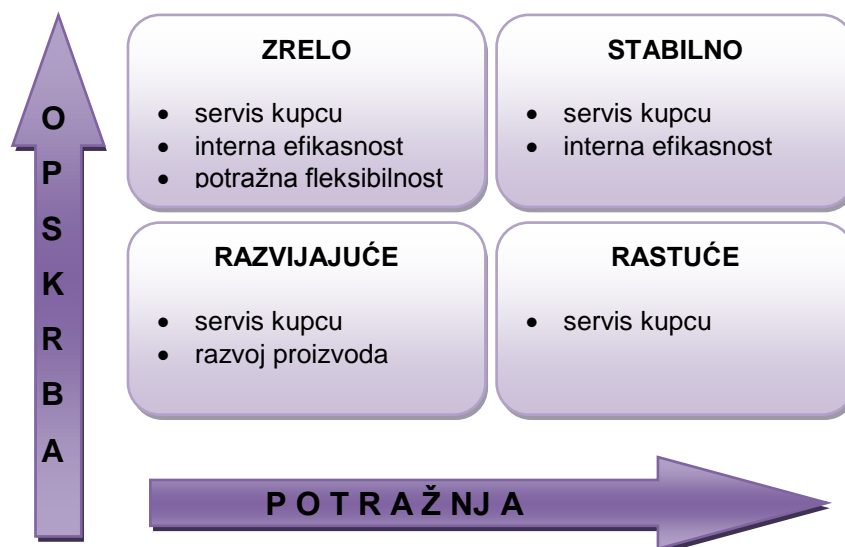 OPSKRBA
ZRELO
• servis kupcu
• interna efikasnost
• potražna fleksibilnost
STABILNO
• servis kupcu
• interna efikasnost
RAZVIJAJUĆE
• servis kupcu
• razvoj proizvoda
RASTUĆE
• servis kupcu
P O T R A Ž NJ A